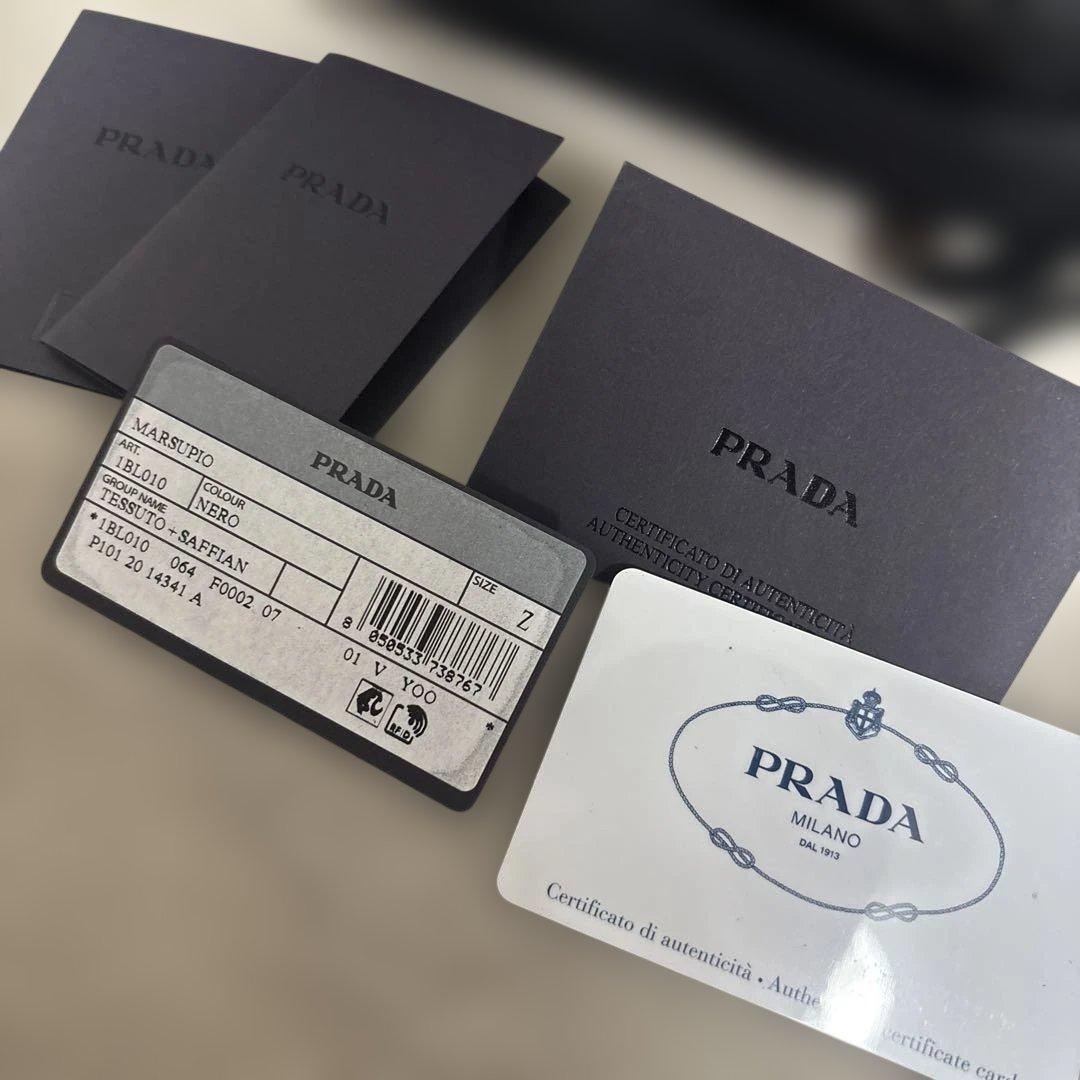 PRADA
PRADA
PRADA
CERTIFICATO DI AUTENTICITÀ
AUTHENTICITY
PRADA
MARSUPIO
ART.
1BL010
COLOUR
NERO
GROUP NAME
TESSUTO+SAFFIAN
SIZE
Z
*1BL010 064 F0002 07
P101 20 14341 A
8 050533 738767
01 V YOO
RFID
*
PRADA
MILANO
DAL 1913
Certificato di autenticità • certificate card